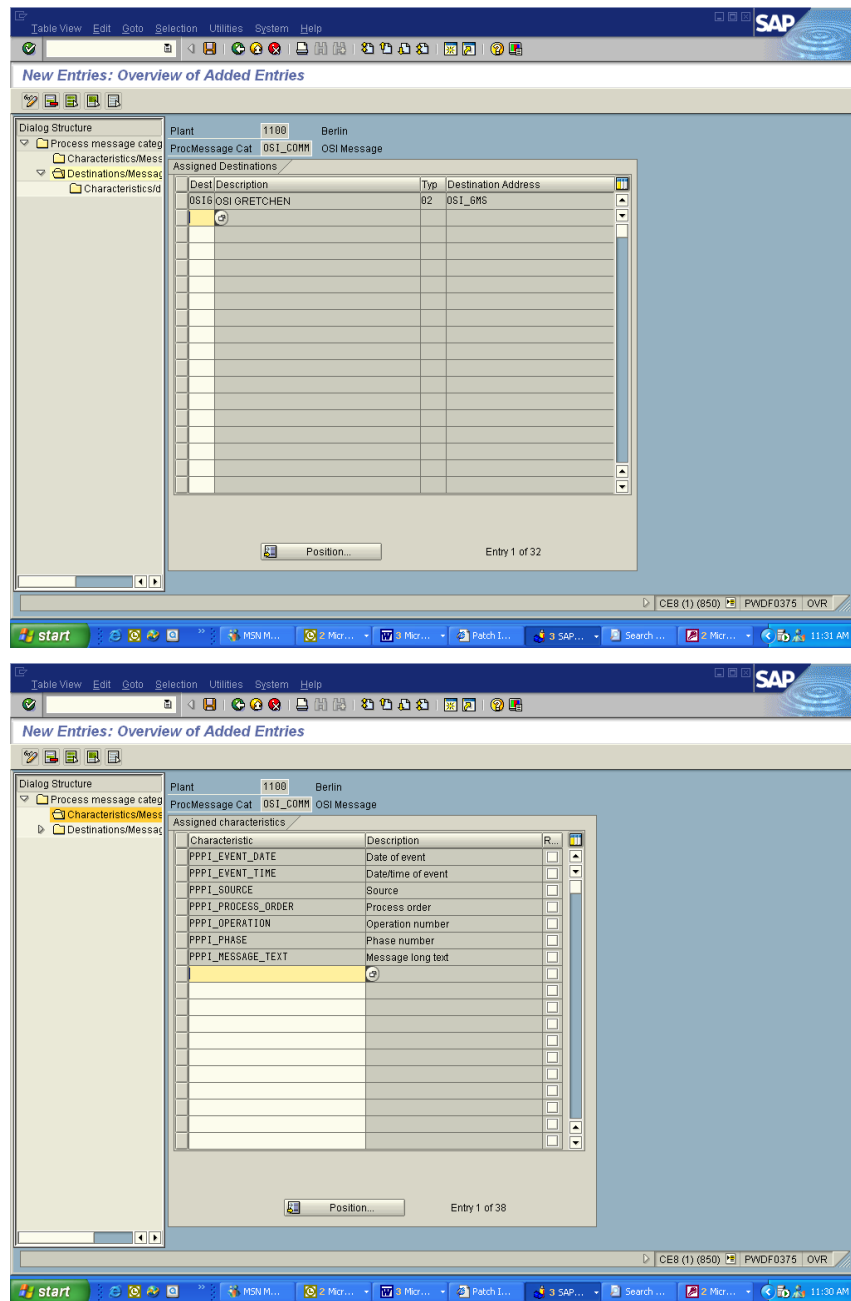 Table View Edit Goto Selection Utilities System Help
SAP
New Entries: Overview of Added Entries
Dialog Structure
Process message categ
Characteristics/Mess
Destinations/Messag
Characteristics/d
Plant 1100 Berlin
ProcMessage Cat OSI_COMM OSI Message
Assigned Destinations
Dest Description Typ Destination Address
OSIG OSI GRETCHEN 02 OSI_GMS
Position... Entry 1 of 32
CE8 (1) (850) PWDF0375 OVR
start MSN M... 2 Micr... 3 Micr... Patch I... 3 SAP... Search ... 2 Micr... 11:31 AM
Table View Edit Goto Selection Utilities System Help
SAP
New Entries: Overview of Added Entries
Dialog Structure
Process message categ
Characteristics/Mess
Destinations/Messag
Plant 1100 Berlin
ProcMessage Cat OSI_COMM OSI Message
Assigned characteristics
Characteristic Description R...
PPPI_EVENT_DATE Date of event
PPPI_EVENT_TIME Date/time of event
PPPI_SOURCE Source
PPPI_PROCESS_ORDER Process order
PPPI_OPERATION Operation number
PPPI_PHASE Phase number
PPPI_MESSAGE_TEXT Message long text
Position... Entry 1 of 38
CE8 (1) (850) PWDF0375 OVR
start MSN M... 2 Micr... 3 Micr... Patch I... 3 SAP... Search ... 2 Micr... 11:30 AM